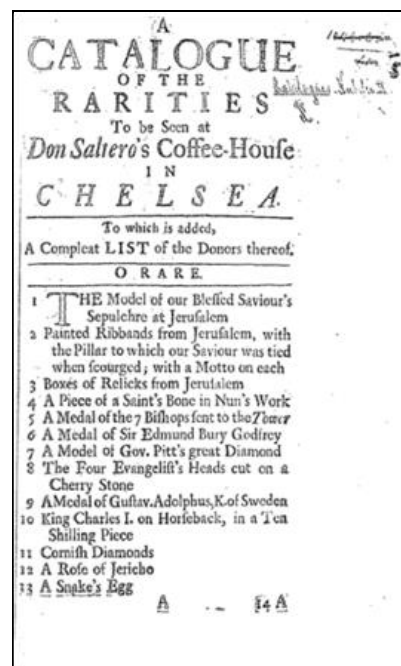 A
CATALOGUE
OF THE
RARITIES
To be Seen at
Don Saltero's Coffee-House
IN
CHELSEA.
To which is added,
A Compleat LIST of the Donors thereof.
O RARE.
1 THE Model of our Blessed Saviour's
Sepulchre at Jerusalem
2 Painted Ribbands from Jerusalem, with
the Pillar to which our Saviour was tied
when scourged; with a Motto on each
3 Boxes of Relicks from Jerusalem
4 A Piece of a Saint's Bone in Nun's Work
5 A Medal of the 7 Bishops sent to the Tower
6 A Medal of Sir Edmund Bury Godfrey
7 A Model of Gov. Pitt's great Diamond
8 The Four Evangelist's Heads cut on a
Cherry Stone
9 A Medal of Gustav. Adolphus, K. of Sweden
10 King Charles I. on Horseback, in a Ten
Shilling Piece
11 Cornish Diamonds
12 A Rose of Jericho
13 A Snake's Egg
A 14 A